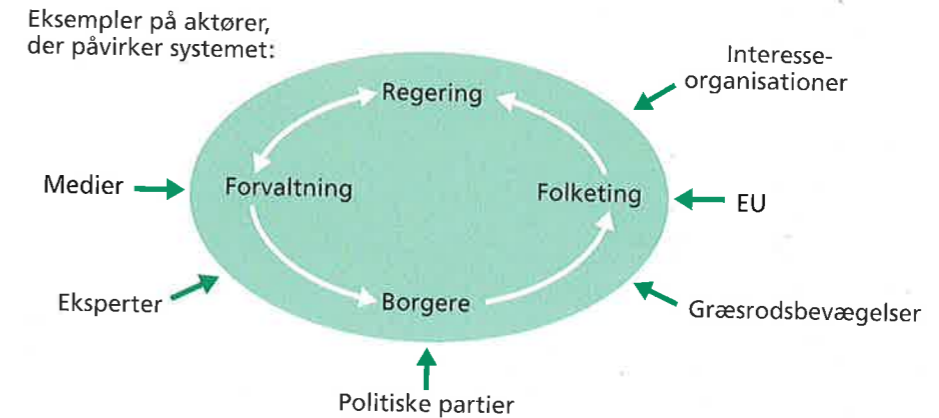 Eksempler på aktører,
der påvirker systemet:
Interesse-
organisationer
Regering
Medier
Forvaltning
Folketing
EU
Eksperter
Borgere
Græsrodsbevægelser
Politiske partier